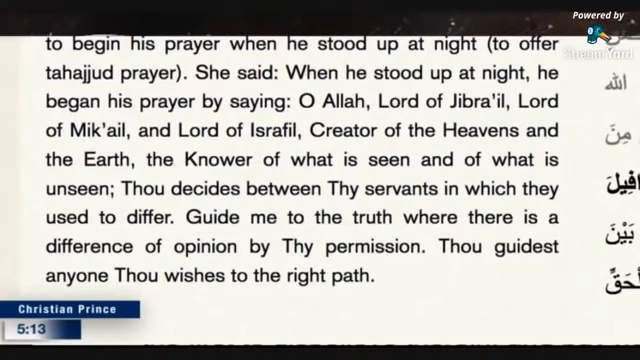 Powered by
StreamYard
to begin his prayer when he stood up at night (to offer
tahajjud prayer). She said: When he stood up at night, he
began his prayer by saying: O Allah, Lord of Jibra'il, Lord
of Mik'ail, and Lord of Israfil, Creator of the Heavens and
the Earth, the Knower of what is seen and of what is
unseen; Thou decides between Thy servants in which they
used to differ. Guide me to the truth where there is a
difference of opinion by Thy permission. Thou guidest
anyone Thou wishes to the right path.
الله
مِنَ
افِيلَ
بَيْنَ
لْحَقِّ
Christian Prince
5:13